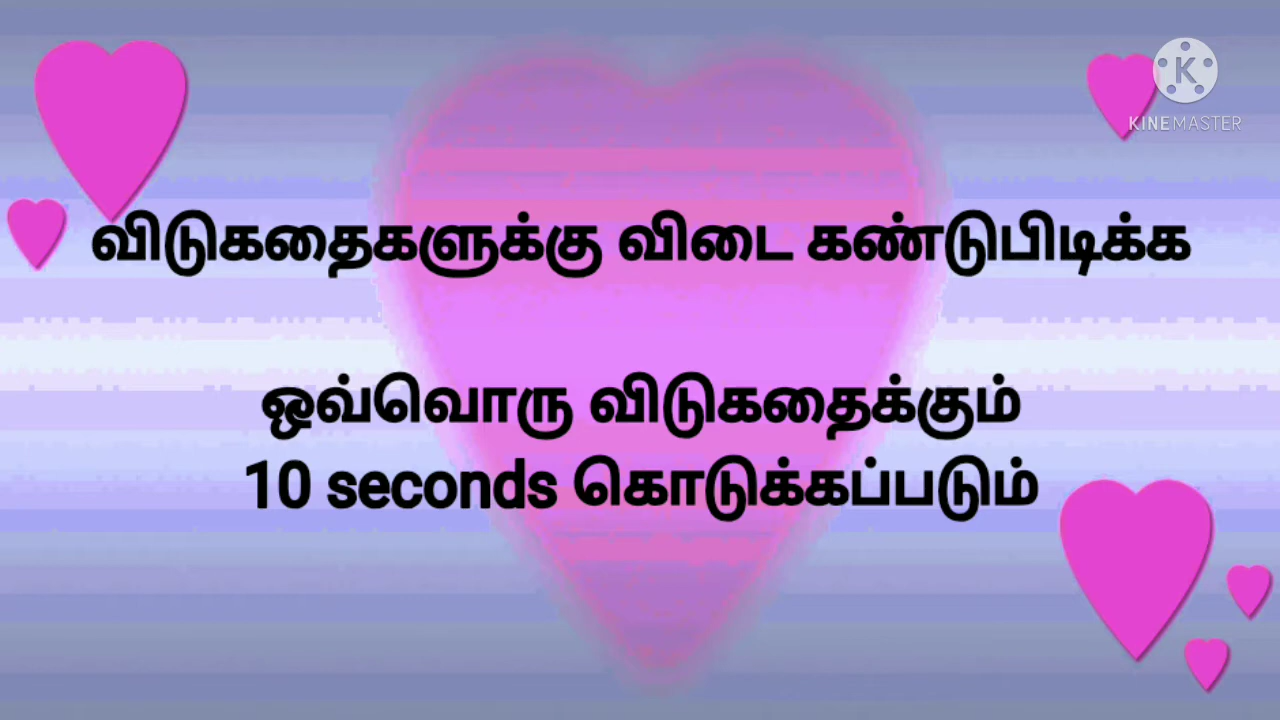 KINEMASTER
விடுகதைகளுக்கு விடை கண்டுபிடிக்க
ஒவ்வொரு விடுகதைக்கும்
10 seconds கொடுக்கப்படும்